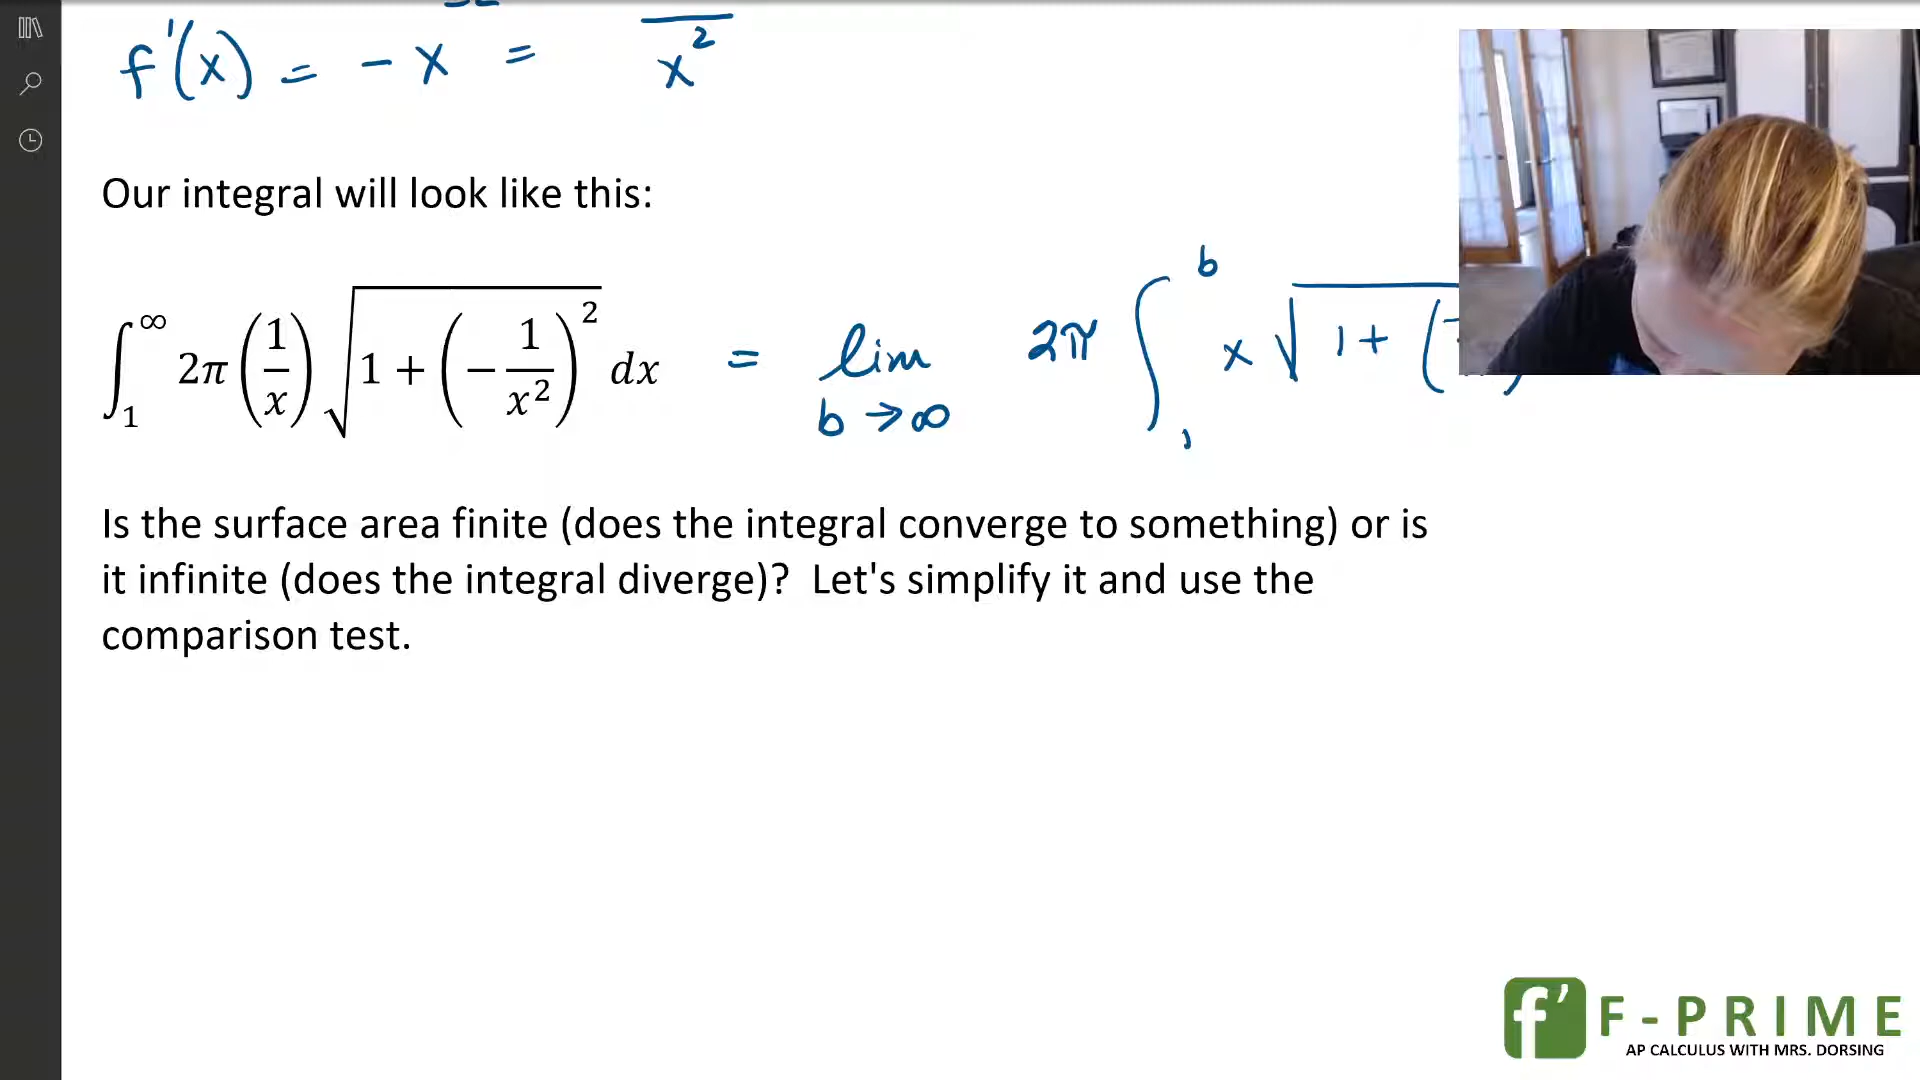 f'(x) = - x = x²
Our integral will look like this:
∫₁^∞ 2π (1/x) √(1 + (−1/x²)²) dx = lim b→∞ 2π ∫₁^b x √(1 + (
Is the surface area finite (does the integral converge to something) or is
it infinite (does the integral diverge)? Let's simplify it and use the
comparison test.
f' F-PRIME
AP CALCULUS WITH MRS. DORSING